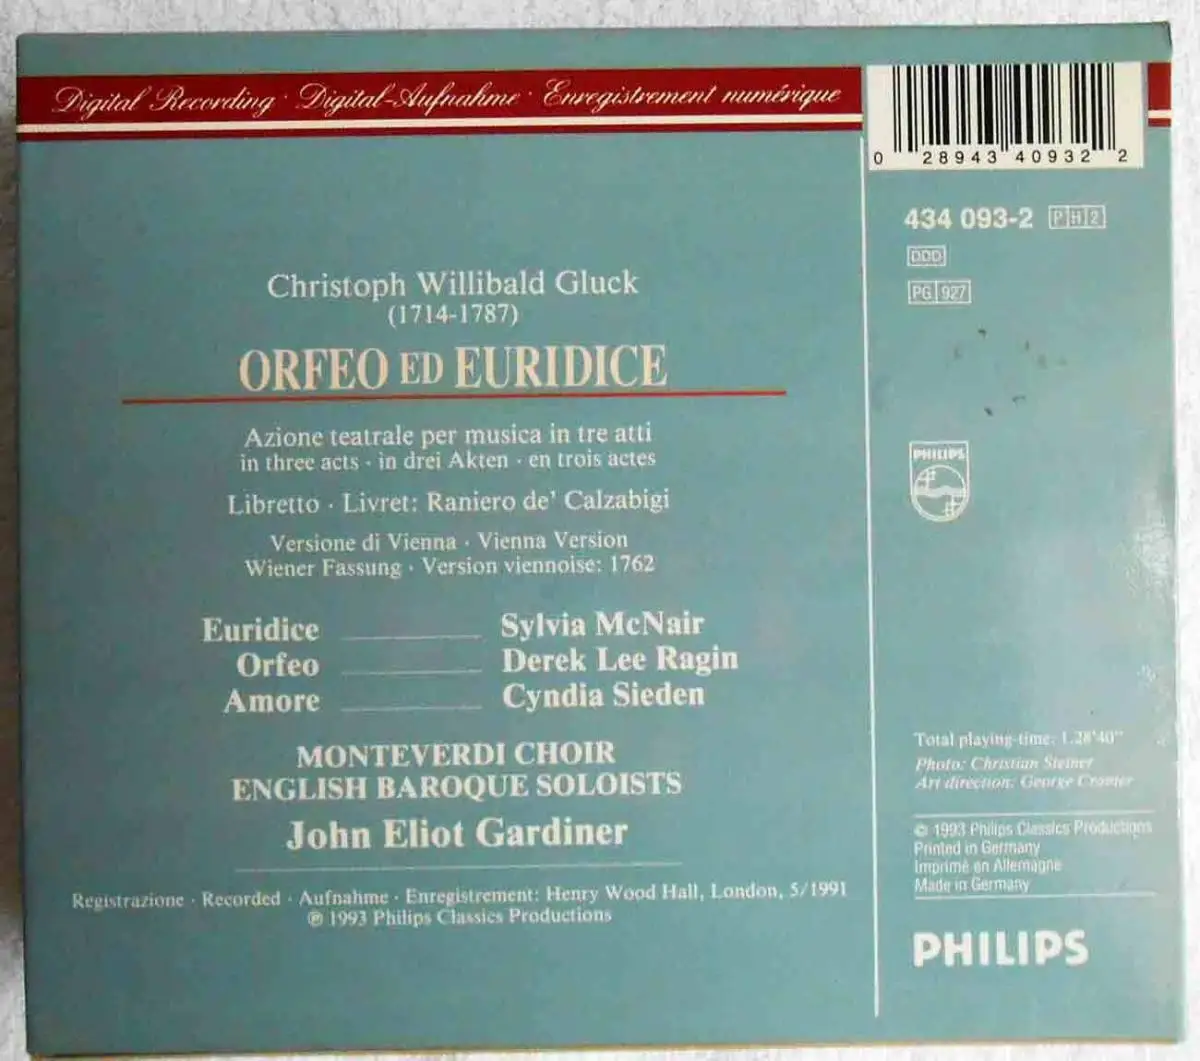 Digital Recording · Digital-Aufnahme · Enregistrement numérique
0 28943 40932 2
434 093-2 PH2
DDD
PG 927
Christoph Willibald Gluck
(1714-1787)
ORFEO ED EURIDICE
Azione teatrale per musica in tre atti
in three acts · in drei Akten · en trois actes
Libretto · Livret: Raniero de' Calzabigi
Versione di Vienna · Vienna Version
Wiener Fassung · Version viennoise: 1762
Euridice Sylvia McNair
Orfeo Derek Lee Ragin
Amore Cyndia Sieden
MONTEVERDI CHOIR
ENGLISH BAROQUE SOLOISTS
John Eliot Gardiner
Registrazione · Recorded · Aufnahme · Enregistrement: Henry Wood Hall, London, 5/1991
℗ 1993 Philips Classics Productions
PHILIPS
Total playing-time: 1.28'40"
Photo: Christian Steiner
Art direction: George Cramer
© 1993 Philips Classics Productions
Printed in Germany
Imprimé en Allemagne
Made in Germany
PHILIPS